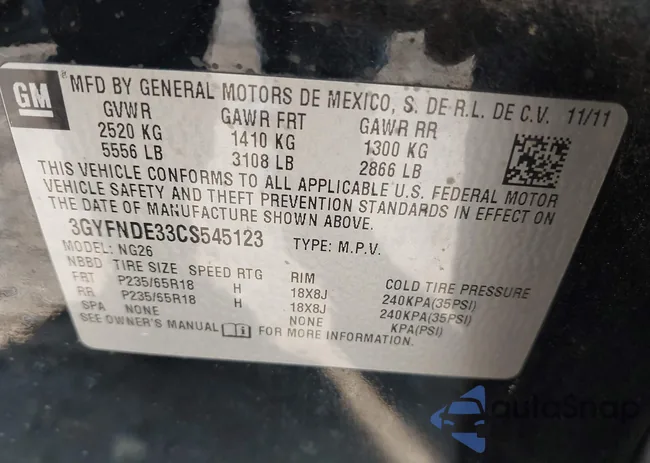 GM
MFD BY GENERAL MOTORS DE MEXICO, S. DE R.L. DE C.V. 11/11
GVWR GAWR FRT GAWR RR
2520 KG 1410 KG 1300 KG
5556 LB 3108 LB 2866 LB
THIS VEHICLE CONFORMS TO ALL APPLICABLE U.S. FEDERAL MOTOR
VEHICLE SAFETY AND THEFT PREVENTION STANDARDS IN EFFECT ON
THE DATE OF MANUFACTURE SHOWN ABOVE.
3GYFNDE33CS545123 TYPE: M.P.V.
MODEL: NG26
NBBD TIRE SIZE SPEED RTG RIM COLD TIRE PRESSURE
FRT P235/65R18 H 18X8J 240KPA(35PSI)
RR P235/65R18 H 18X8J 240KPA(35PSI)
SPA NONE NONE KPA(PSI)
SEE OWNER'S MANUAL FOR MORE INFORMATION.
aulaSnap